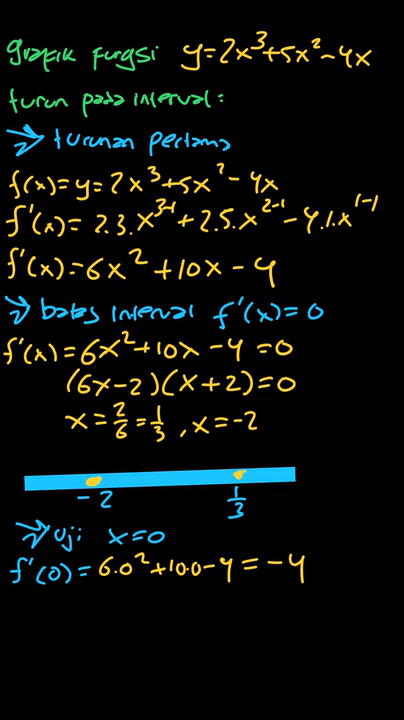 grafik fungsi y=2x³+5x²-4x
turun pada interval:
=> turunan pertama
f(x)=y=2x³+5x²-4x
f'(x)=2.3.x³⁻¹+2.5.x²⁻¹-4.1.x¹⁻¹
f'(x)=6x²+10x-4
=> batas interval f'(x)=0
f'(x)=6x²+10x-4=0
(6x-2)(x+2)=0
x=2/6=1/3, x=-2
-2 1/3
=> uji x=0
f'(0)=6.0²+10.0-4=-4